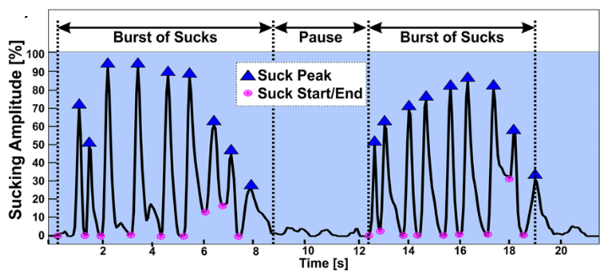 Burst of Sucks Pause Burst of Sucks
Sucking Amplitude [%]
100
90
80
70
60
50
40
30
20
10
0
Suck Peak
Suck Start/End
2 4 6 8 10 12 14 16 18 20
Time [s]